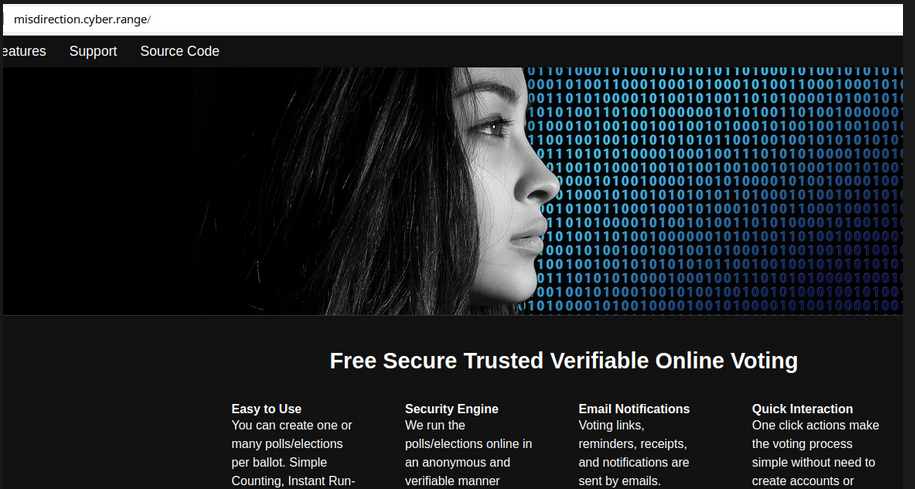 misdirection.cyber.range/
eatures Support Source Code
Free Secure Trusted Verifiable Online Voting
Easy to Use
You can create one or
many polls/elections
per ballot. Simple
Counting, Instant Run-
Security Engine
We run the
polls/elections online in
an anonymous and
verifiable manner
Email Notifications
Voting links,
reminders, receipts,
and notifications are
sent by emails.
Quick Interaction
One click actions make
the voting process
simple without need to
create accounts or